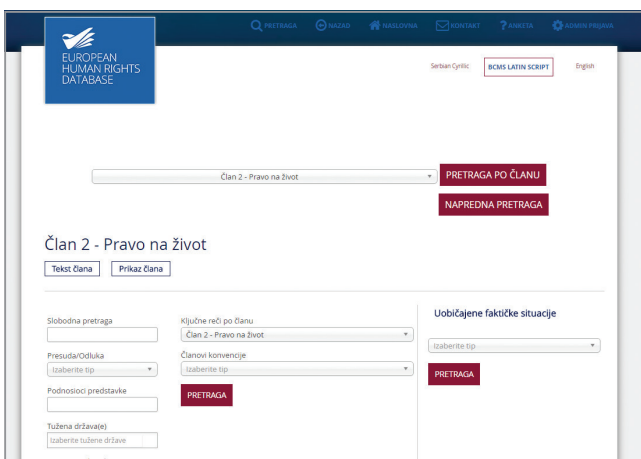 PRETRAGA NAZAD NASLOVNA KONTAKT ANKETA ADMIN PRIJAVA
EUROPEAN
HUMAN RIGHTS
DATABASE
Serbian Cyrillic BCMS LATIN SCRIPT English
Član 2 - Pravo na život PRETRAGA PO ČLANU
NAPREDNA PRETRAGA
Član 2 - Pravo na život
Tekst člana Prikaz člana
Slobodna pretraga
Ključne reči po članu
Član 2 - Pravo na život
Presuda/Odluka
Izaberite tip
Članovi konvencije
Izaberite tip
Podnosioci predstavke
PRETRAGA
Tužena država(e)
Izaberite tužene države
Uobičajene faktičke situacije
Izaberite tip
PRETRAGA